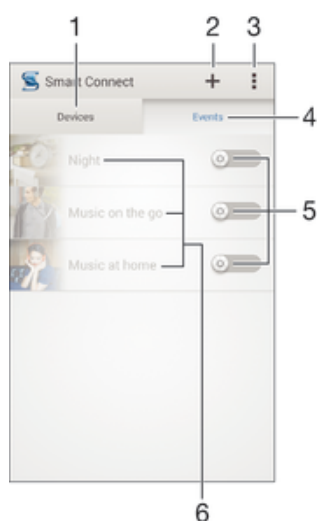 1 2 3
Smart Connect
Devices Events 4
Night
Music on the go 5
Music at home
6